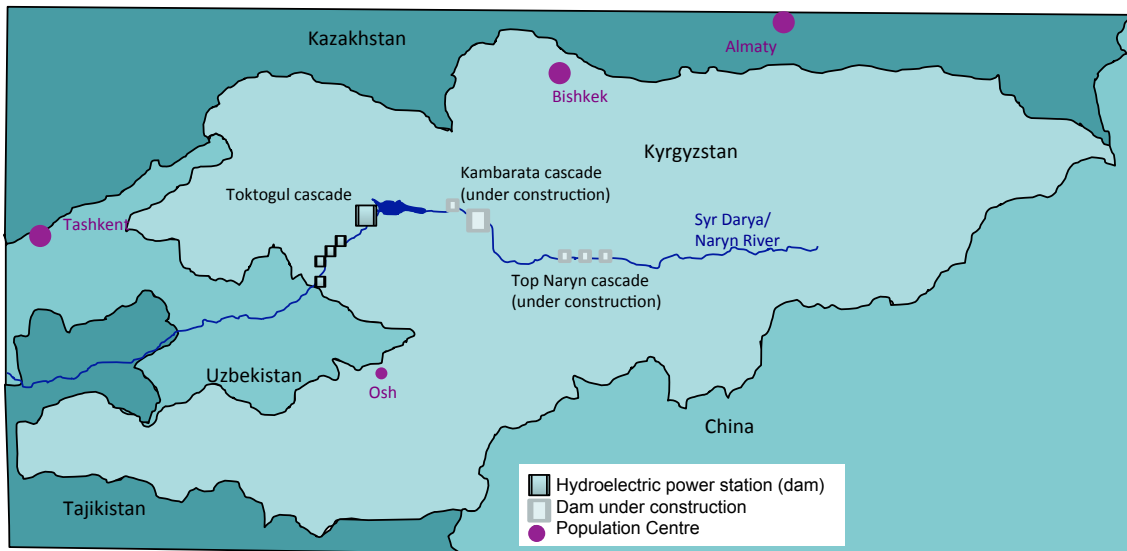 Kazakhstan
Almaty
Bishkek
Kyrgyzstan
Kambarata cascade
(under construction)
Toktogul cascade
Tashkent
Syr Darya/
Naryn River
Top Naryn cascade
(under construction)
Uzbekistan
Osh
China
Tajikistan
Hydroelectric power station (dam)
Dam under construction
Population Centre